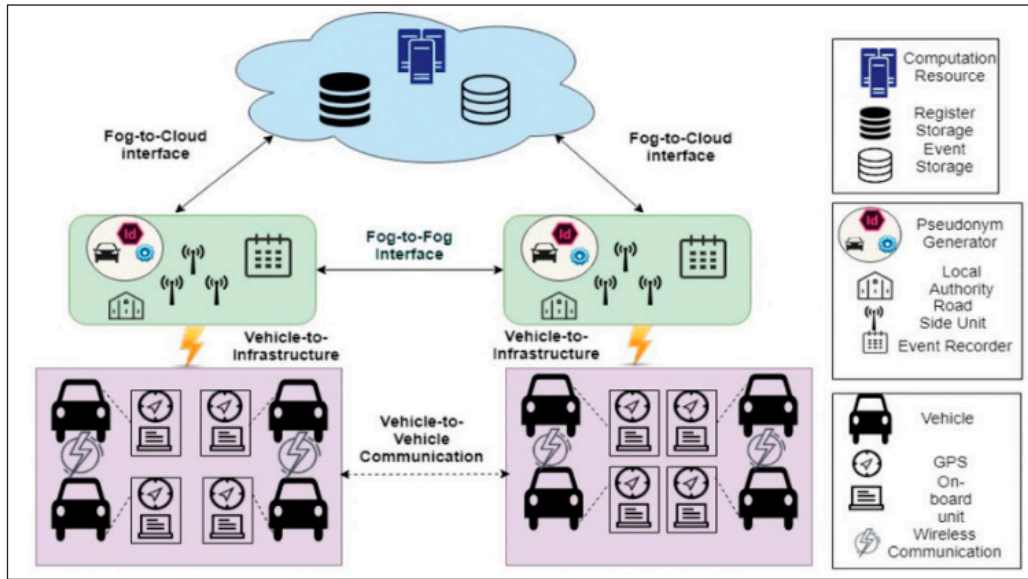 Fog-to-Cloud
interface
Fog-to-Cloud
interface
Id
Fog-to-Fog
Interface
Id
Vehicle-to-
Infrastructure
Vehicle-to-
Infrastructure
Vehicle-to-
Vehicle
Communication
Computation
Resource
Register
Storage
Event
Storage
Id
Pseudonym
Generator
Local
Authority
Road
Side Unit
Event Recorder
Vehicle
GPS
On-
board
unit
Wireless
Communication